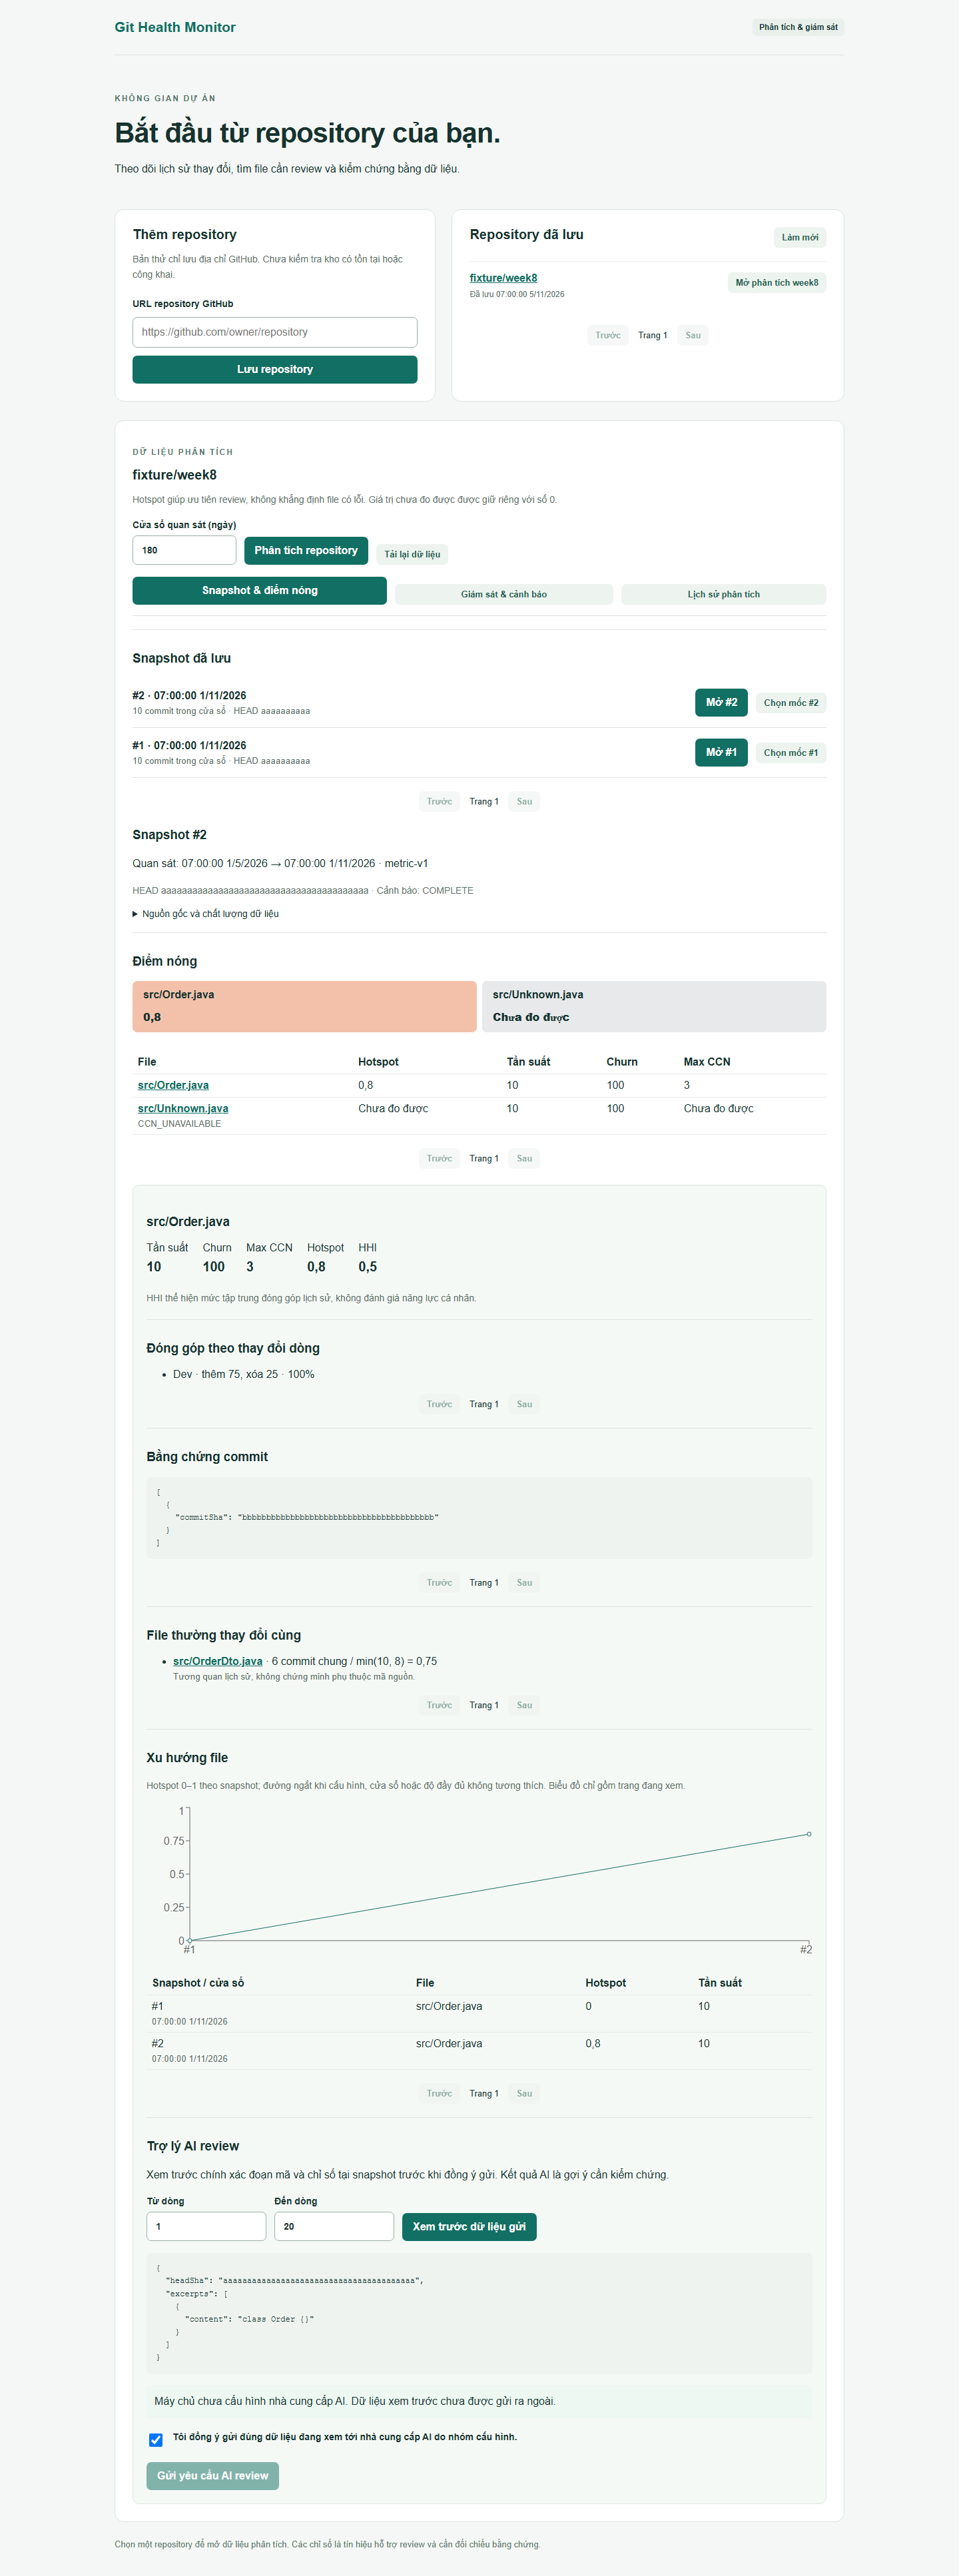 Git Health Monitor
Phân tích & giám sát
KHÔNG GIAN DỰ ÁN
Bắt đầu từ repository của bạn.
Theo dõi lịch sử thay đổi, tìm file cần review và kiểm chứng bằng dữ liệu.
Thêm repository
Bản thử chỉ lưu địa chỉ GitHub. Chưa kiểm tra kho có tồn tại hoặc
công khai.
URL repository GitHub
https://github.com/owner/repository
Lưu repository
Repository đã lưu
Làm mới
fixture/week8
Đã lưu 07:00:00 5/11/2026
Mở phân tích week8
Trước Trang 1 Sau
DỮ LIỆU PHÂN TÍCH
fixture/week8
Hotspot giúp ưu tiên review, không khẳng định file có lỗi. Giá trị chưa đo được được giữ riêng với số 0.
Cửa sổ quan sát (ngày)
180 Phân tích repository Tải lại dữ liệu
Snapshot & điểm nóng Giám sát & cảnh báo Lịch sử phân tích
Snapshot đã lưu
#2 · 07:00:00 1/11/2026
10 commit trong cửa sổ · HEAD aaaaaaaaaa
Mở #2 Chọn mốc #2
#1 · 07:00:00 1/11/2026
10 commit trong cửa sổ · HEAD aaaaaaaaaa
Mở #1 Chọn mốc #1
Trước Trang 1 Sau
Snapshot #2
Quan sát: 07:00:00 1/5/2026 → 07:00:00 1/11/2026 · metric-v1
HEAD aaaaaaaaaaaaaaaaaaaaaaaaaaaaaaaaaaaaaaaa · Cảnh báo: COMPLETE
▶ Nguồn gốc và chất lượng dữ liệu
Điểm nóng
src/Order.java
0,8
src/Unknown.java
Chưa đo được
File Hotspot Tần suất Churn Max CCN
src/Order.java 0,8 10 100 3
src/Unknown.java Chưa đo được 10 100 Chưa đo được
CCN_UNAVAILABLE
Trước Trang 1 Sau
src/Order.java
Tần suất Churn Max CCN Hotspot HHI
10 100 3 0,8 0,5
HHI thể hiện mức tập trung đóng góp lịch sử, không đánh giá năng lực cá nhân.
Đóng góp theo thay đổi dòng
• Dev · thêm 75, xóa 25 · 100%
Trước Trang 1 Sau
Bằng chứng commit
[
{
"commitSha": "bbbbbbbbbbbbbbbbbbbbbbbbbbbbbbbbbbbbbbbb"
}
]
Trước Trang 1 Sau
File thường thay đổi cùng
• src/OrderDto.java · 6 commit chung / min(10, 8) = 0,75
Tương quan lịch sử, không chứng minh phụ thuộc mã nguồn.
Trước Trang 1 Sau
Xu hướng file
Hotspot 0–1 theo snapshot; đường ngắt khi cấu hình, cửa sổ hoặc độ đầy đủ không tương thích. Biểu đồ chỉ gồm trang đang xem.
1
0.75
0.5
0.25
0
#1 #2
Snapshot / cửa sổ File Hotspot Tần suất
#1 src/Order.java 0 10
07:00:00 1/11/2026
#2 src/Order.java 0,8 10
07:00:00 1/11/2026
Trước Trang 1 Sau
Trợ lý AI review
Xem trước chính xác đoạn mã và chỉ số tại snapshot trước khi đồng ý gửi. Kết quả AI là gợi ý cần kiểm chứng.
Từ dòng Đến dòng
1 20 Xem trước dữ liệu gửi
{
"headSha": "aaaaaaaaaaaaaaaaaaaaaaaaaaaaaaaaaaaaaaaa",
"excerpts": [
{
"content": "class Order {}"
}
]
}
Máy chủ chưa cấu hình nhà cung cấp AI. Dữ liệu xem trước chưa được gửi ra ngoài.
Tôi đồng ý gửi đúng dữ liệu đang xem tới nhà cung cấp AI do nhóm cấu hình.
Gửi yêu cầu AI review
Chọn một repository để mở dữ liệu phân tích. Các chỉ số là tín hiệu hỗ trợ review và cần đối chiếu bằng chứng.